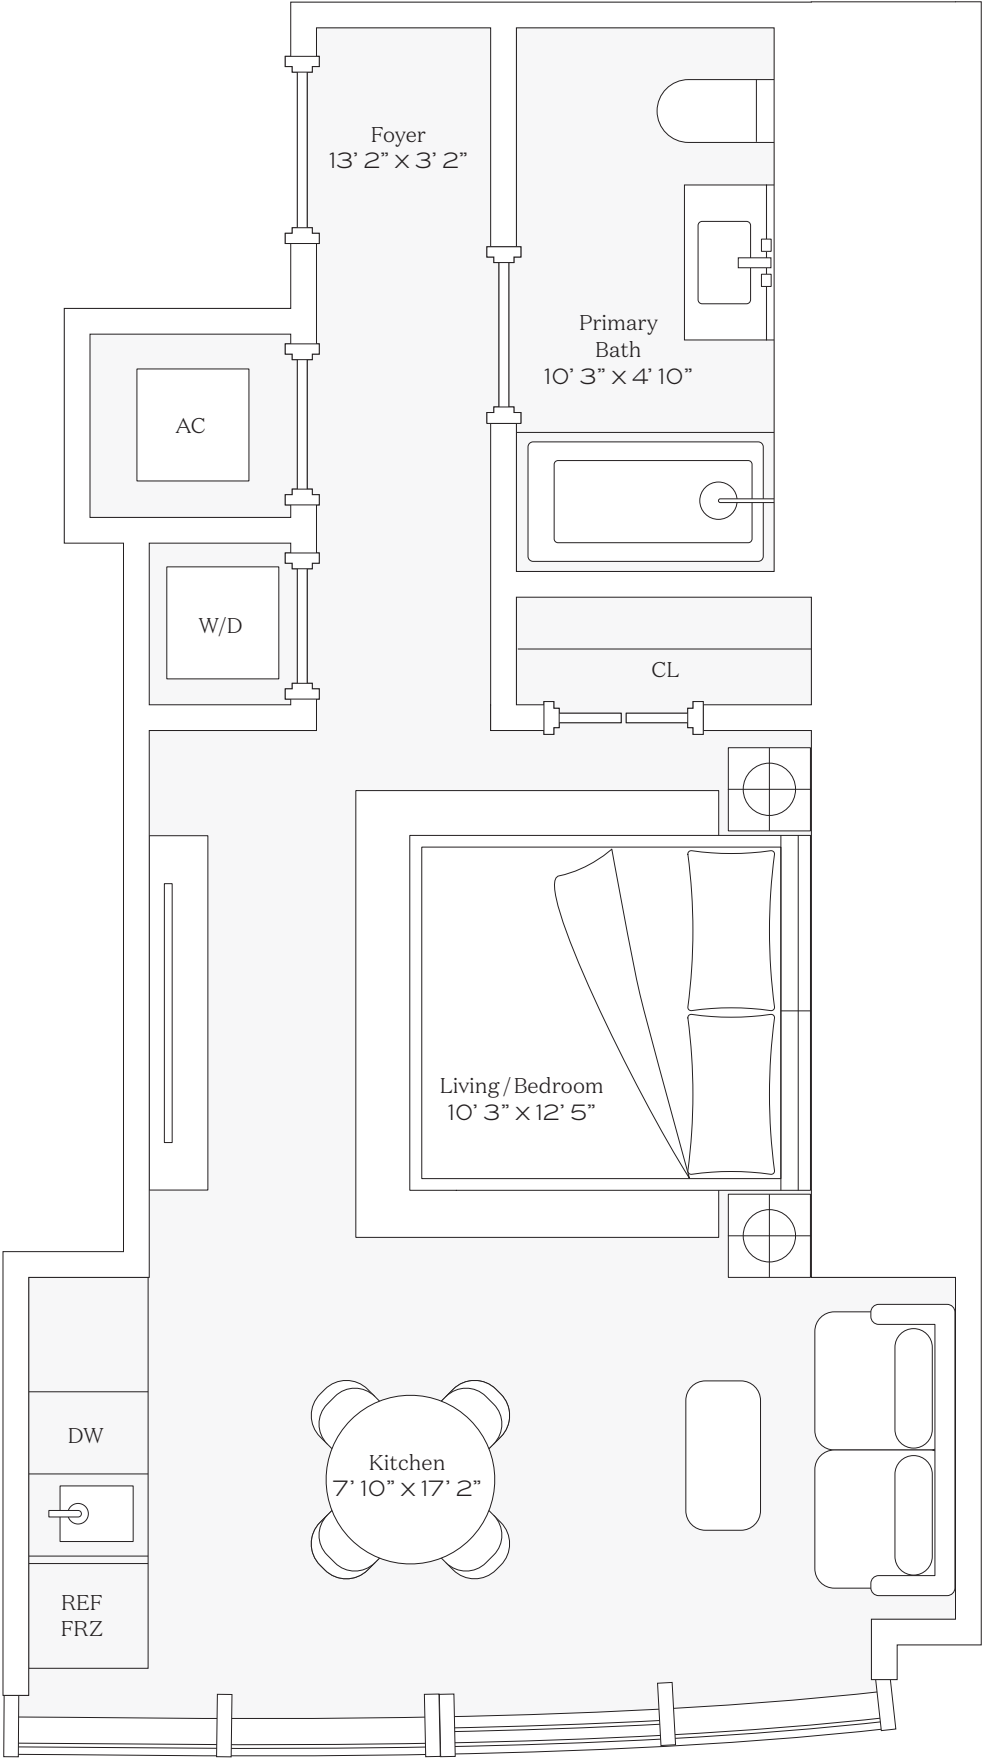 Foyer
13’ 2” X 3’ 2”
Primary
Bath
10’ 3” X 4’ 10”
AC
W/D
CL
Living / Bedroom
10’ 3” X 12’ 5”
DW
Kitchen
7’ 10” X 17’ 2”
REF
FRZ